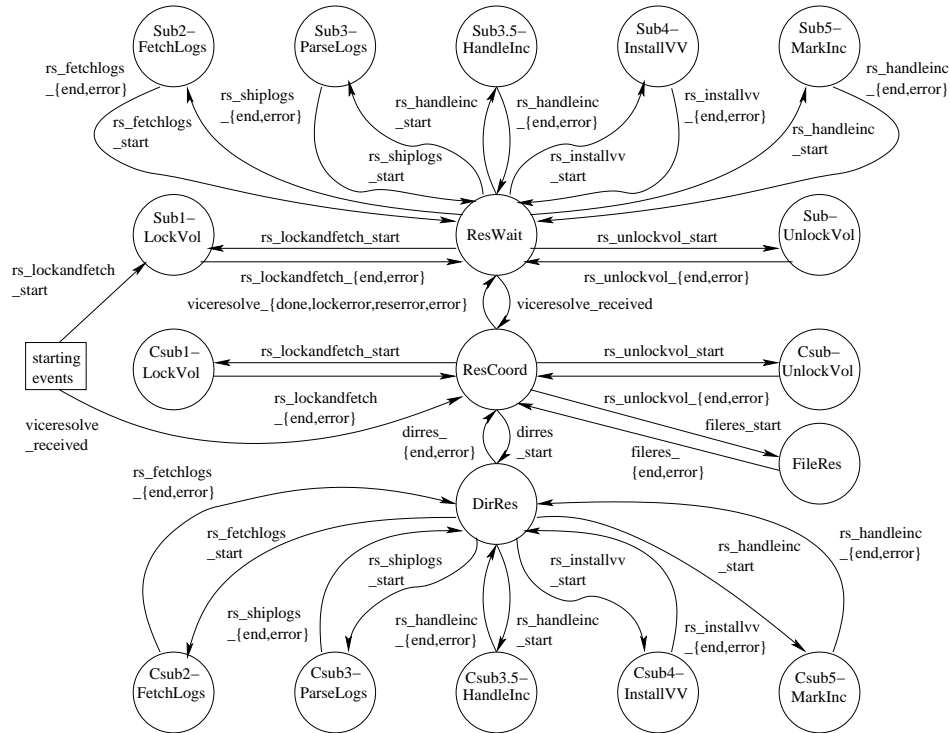 Sub2–
FetchLogs
Sub3–
ParseLogs
Sub3.5–
HandleInc
Sub4–
InstallVV
Sub5–
MarkInc
rs_fetchlogs
_{end,error}
rs_shiplogs
_{end,error}
rs_handleinc
_start
rs_handleinc
_{end,error}
rs_installvv
_{end,error}
rs_handleinc
_{end,error}
rs_fetchlogs
_start
rs_shiplogs
_start
rs_installvv
_start
rs_handleinc
_start
Sub1–
LockVol
ResWait
Sub–
UnlockVol
rs_lockandfetch_start
rs_unlockvol_start
rs_lockandfetch
_start
rs_lockandfetch_{end,error}
rs_unlockvol_{end,error}
viceresolve_{done,lockerror,reserror,error}
viceresolve_received
starting
events
Csub1–
LockVol
rs_lockandfetch_start
ResCoord
rs_unlockvol_start
Csub–
UnlockVol
rs_lockandfetch
_{end,error}
rs_unlockvol_{end,error}
viceresolve
_received
dirres_
{end,error}
dirres
_start
fileres_start
fileres_
{end,error}
FileRes
rs_fetchlogs
_{end,error}
DirRes
rs_fetchlogs
_start
rs_shiplogs
_start
rs_installvv
_start
rs_handleinc
_start
rs_handleinc
_{end,error}
rs_shiplogs
_{end,error}
rs_handleinc
_{end,error}
rs_handleinc
_start
rs_installvv
_{end,error}
Csub2–
FetchLogs
Csub3–
ParseLogs
Csub3.5–
HandleInc
Csub4–
InstallVV
Csub5–
MarkInc